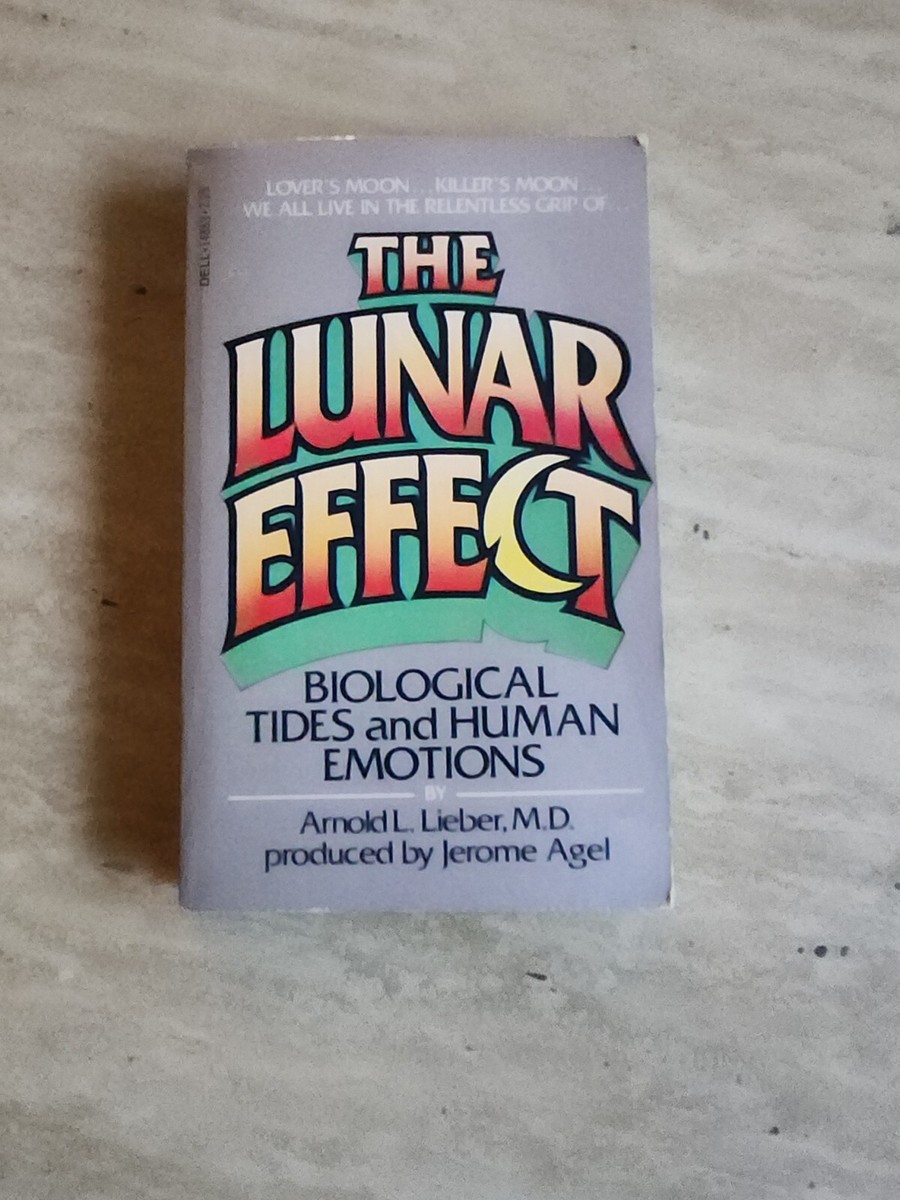 LOVER'S MOON...KILLER'S MOON...
WE ALL LIVE IN THE RELENTLESS GRIP OF...
THE
LUNAR
EFFECT
BIOLOGICAL
TIDES and HUMAN
EMOTIONS
BY
Arnold L. Lieber, M.D.
produced by Jerome Agel
DELL